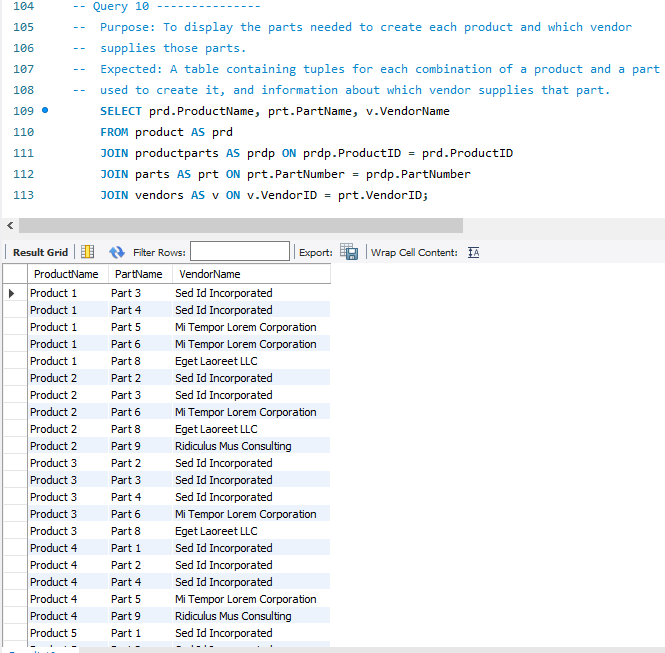 104 -- Query 10 ---------------
105 -- Purpose: To display the parts needed to create each product and which vendor
106 -- supplies those parts.
107 -- Expected: A table containing tuples for each combination of a product and a part
108 -- used to create it, and information about which vendor supplies that part.
109 SELECT prd.ProductName, prt.PartName, v.VendorName
110 FROM product AS prd
111 JOIN productparts AS prdp ON prdp.ProductID = prd.ProductID
112 JOIN parts AS prt ON prt.PartNumber = prdp.PartNumber
113 JOIN vendors AS v ON v.VendorID = prt.VendorID;
Result Grid Filter Rows: Export: Wrap Cell Content:
ProductName PartName VendorName
Product 1 Part 3 Sed Id Incorporated
Product 1 Part 4 Sed Id Incorporated
Product 1 Part 5 Mi Tempor Lorem Corporation
Product 1 Part 6 Mi Tempor Lorem Corporation
Product 1 Part 8 Eget Laoreet LLC
Product 2 Part 2 Sed Id Incorporated
Product 2 Part 3 Sed Id Incorporated
Product 2 Part 6 Mi Tempor Lorem Corporation
Product 2 Part 8 Eget Laoreet LLC
Product 2 Part 9 Ridiculus Mus Consulting
Product 3 Part 2 Sed Id Incorporated
Product 3 Part 3 Sed Id Incorporated
Product 3 Part 4 Sed Id Incorporated
Product 3 Part 6 Mi Tempor Lorem Corporation
Product 3 Part 8 Eget Laoreet LLC
Product 4 Part 1 Sed Id Incorporated
Product 4 Part 2 Sed Id Incorporated
Product 4 Part 4 Sed Id Incorporated
Product 4 Part 5 Mi Tempor Lorem Corporation
Product 4 Part 9 Ridiculus Mus Consulting
Product 5 Part 1 Sed Id Incorporated